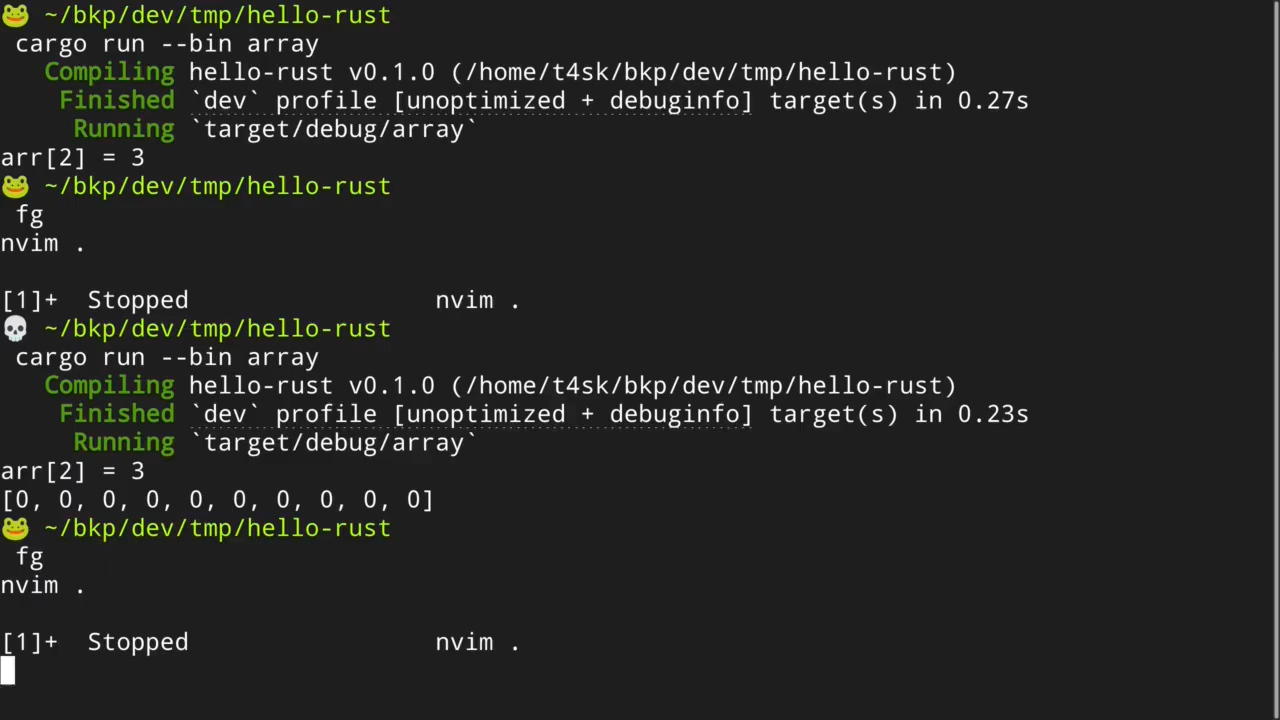 🐸 ~/bkp/dev/tmp/hello-rust
cargo run --bin array
Compiling hello-rust v0.1.0 (/home/t4sk/bkp/dev/tmp/hello-rust)
Finished `dev` profile [unoptimized + debuginfo] target(s) in 0.27s
Running `target/debug/array`
arr[2] = 3
🐸 ~/bkp/dev/tmp/hello-rust
fg
nvim .
[1]+  Stopped                 nvim .
💀 ~/bkp/dev/tmp/hello-rust
cargo run --bin array
Compiling hello-rust v0.1.0 (/home/t4sk/bkp/dev/tmp/hello-rust)
Finished `dev` profile [unoptimized + debuginfo] target(s) in 0.23s
Running `target/debug/array`
arr[2] = 3
[0, 0, 0, 0, 0, 0, 0, 0, 0, 0]
🐸 ~/bkp/dev/tmp/hello-rust
fg
nvim .
[1]+  Stopped                 nvim .